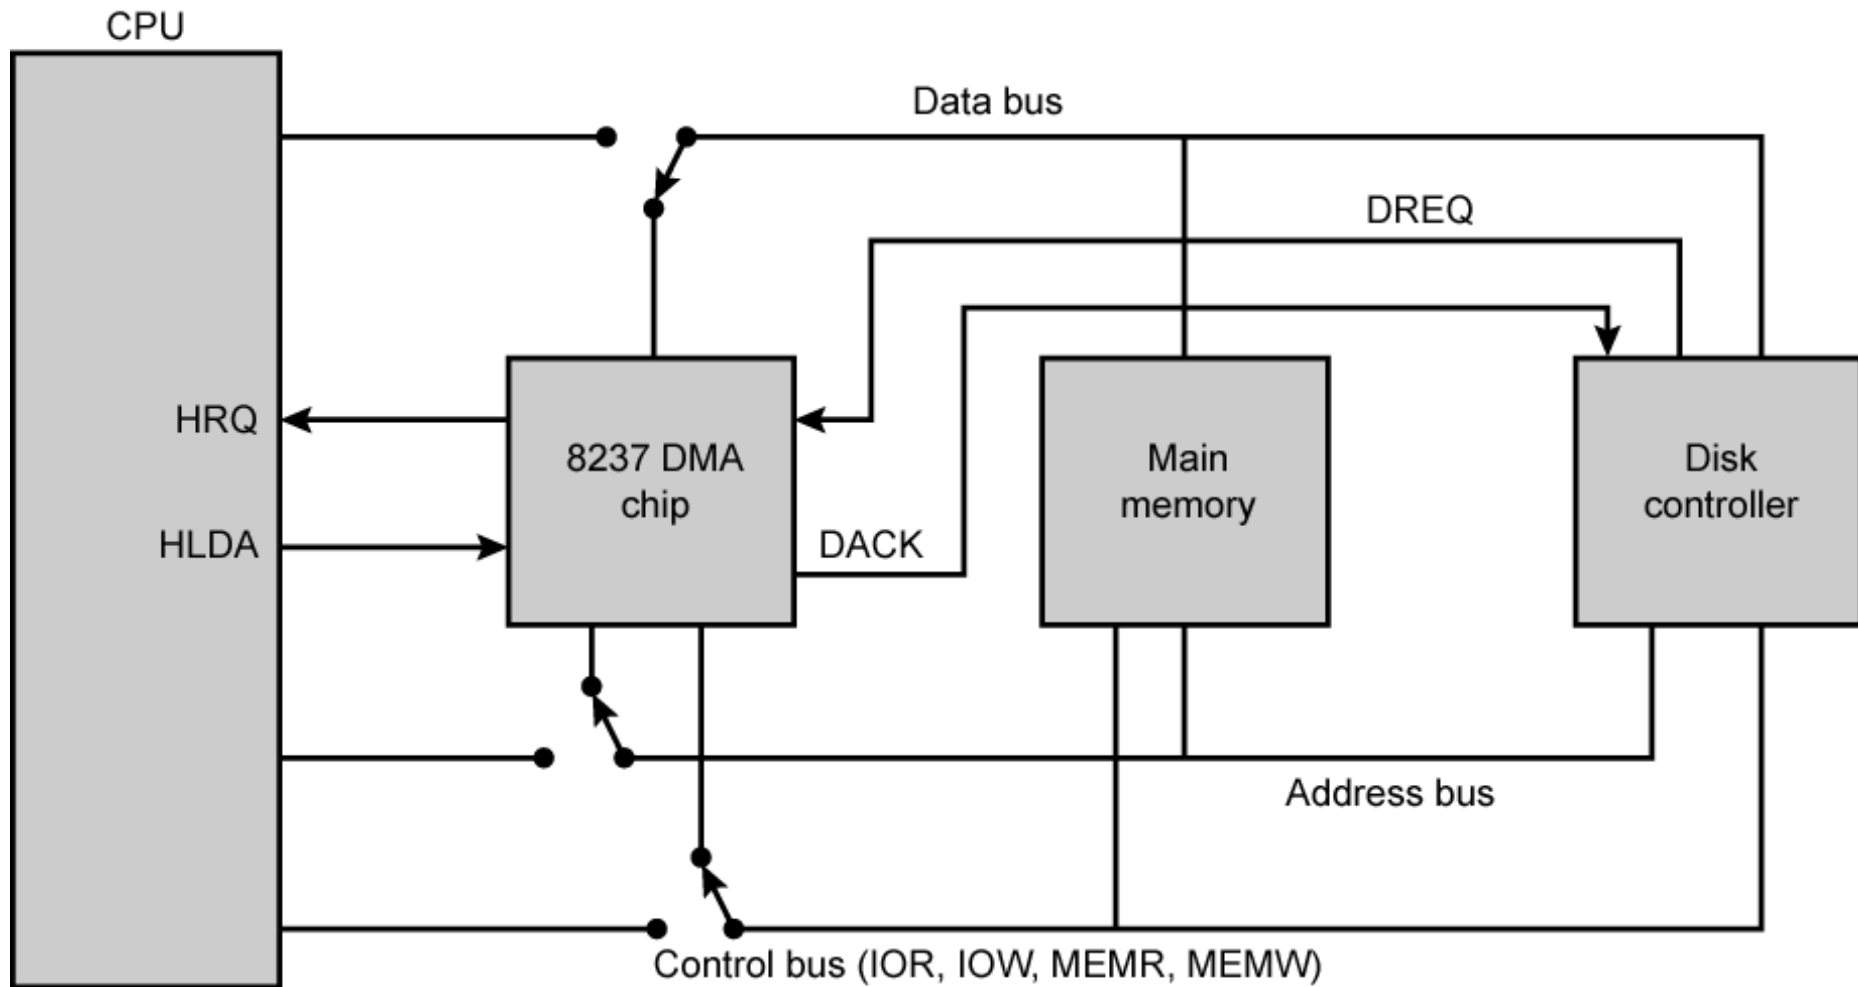 CPU
Data bus
DREQ
HRQ
8237 DMA
chip
Main
memory
Disk
controller
HLDA
DACK
Address bus
Control bus (IOR, IOW, MEMR, MEMW)